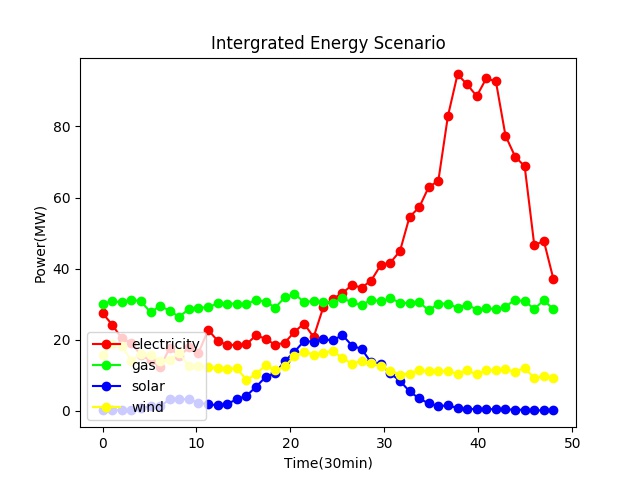 Intergrated Energy Scenario
Power(MW)
80
60
40
20
0
electricity
gas
solar
wind
0 10 20 30 40 50
Time(30min)